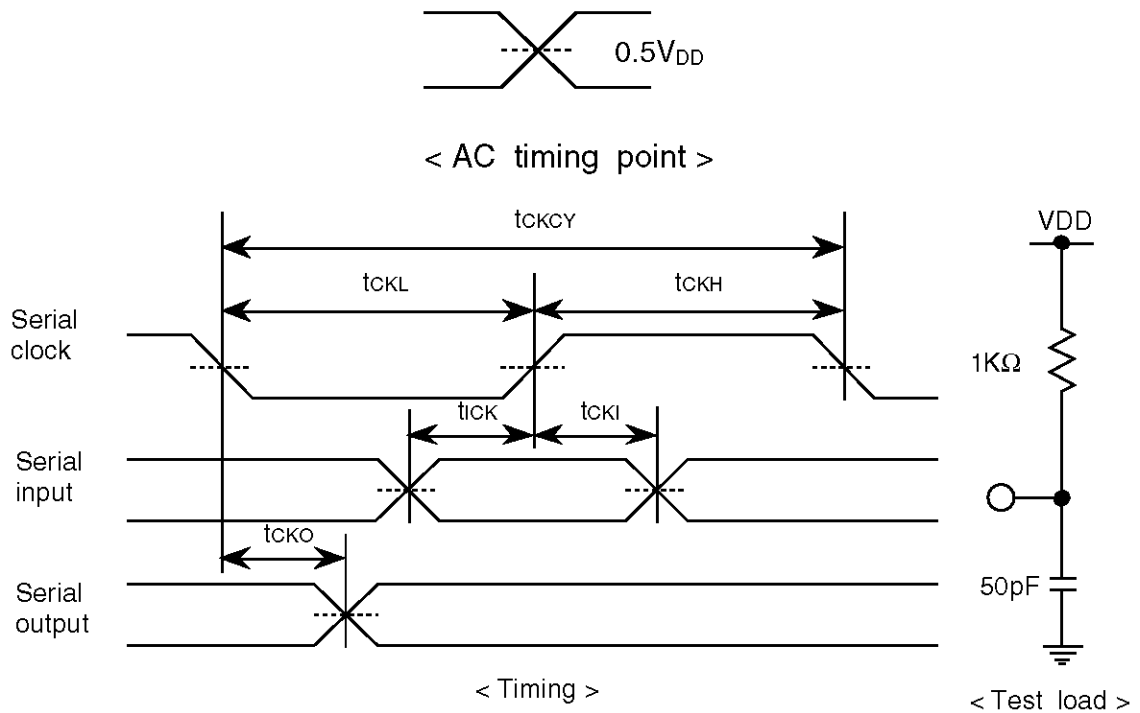 0.5VDD
< AC timing point >
tCKCY
VDD
tCKL
tCKH
Serial
clock
1KΩ
tICK
tCKI
Serial
input
tCKO
Serial
output
50pF
< Timing >
< Test load >